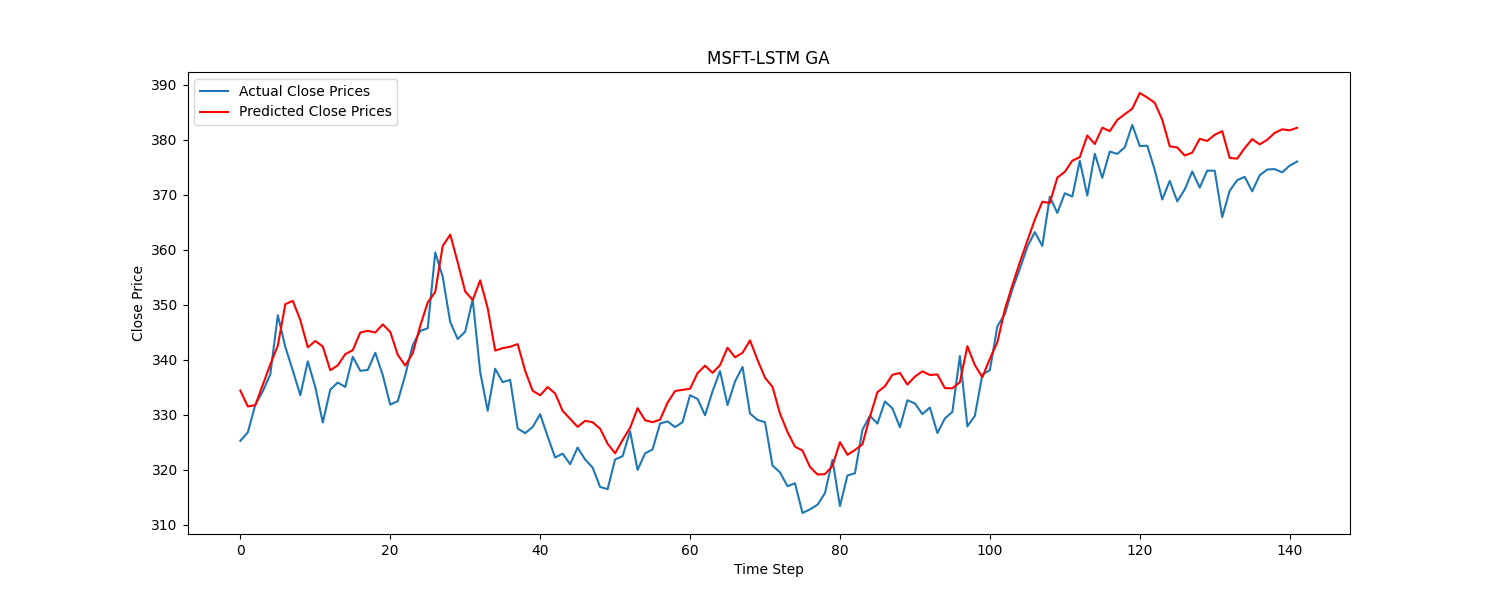 MSFT-LSTM GA
Actual Close Prices
Predicted Close Prices
390
380
370
360
350
340
330
320
310
Close Price
0 20 40 60 80 100 120 140
Time Step